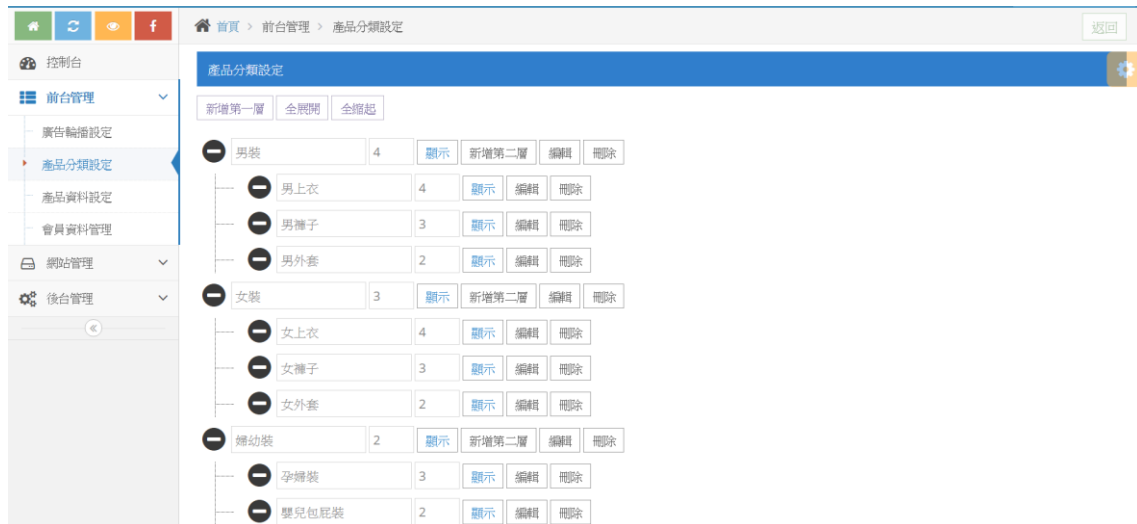 首頁 > 前台管理 > 產品分類設定
返回
控制台
前台管理
廣告輪播設定
產品分類設定
產品資料設定
會員資料管理
網站管理
後台管理
產品分類設定
新增第一層 全展開 全縮起
男裝 4 顯示 新增第二層 編輯 刪除
男上衣 4 顯示 編輯 刪除
男褲子 3 顯示 編輯 刪除
男外套 2 顯示 編輯 刪除
女裝 3 顯示 新增第二層 編輯 刪除
女上衣 4 顯示 編輯 刪除
女褲子 3 顯示 編輯 刪除
女外套 2 顯示 編輯 刪除
婦幼裝 2 顯示 新增第二層 編輯 刪除
孕婦裝 3 顯示 編輯 刪除
嬰兒包屁裝 2 顯示 編輯 刪除